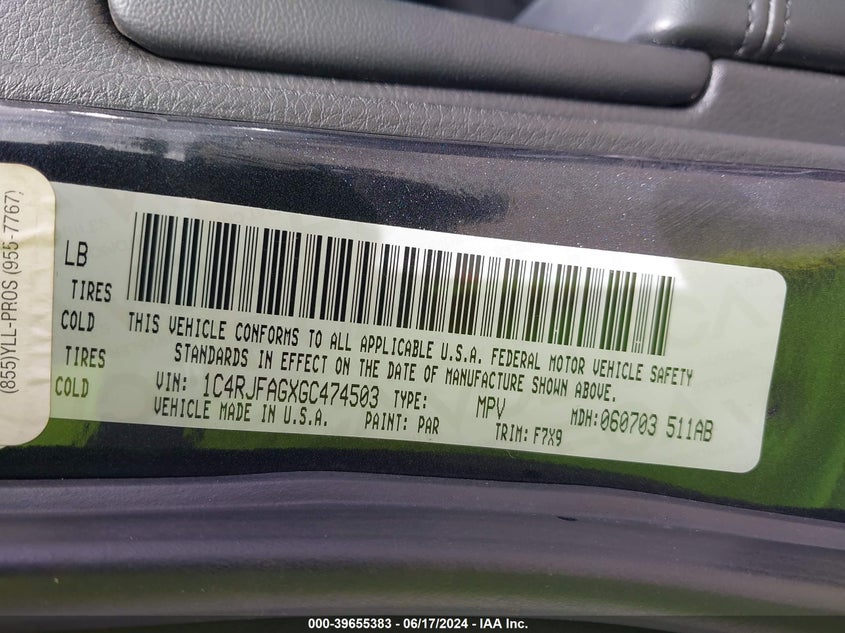 (855)YLL-PROS (955-7767)
LB
TIRES
COLD
TIRES
COLD
THIS VEHICLE CONFORMS TO ALL APPLICABLE U.S.A. FEDERAL MOTOR VEHICLE SAFETY
STANDARDS IN EFFECT ON THE DATE OF MANUFACTURE SHOWN ABOVE.
VIN: 1C4RJFAGXGC474503 TYPE: MPV MDH:060703 511AB
VEHICLE MADE IN U.S.A. PAINT: PAR TRIM: F7X9
000-39655383 - 06/17/2024 - IAA Inc.